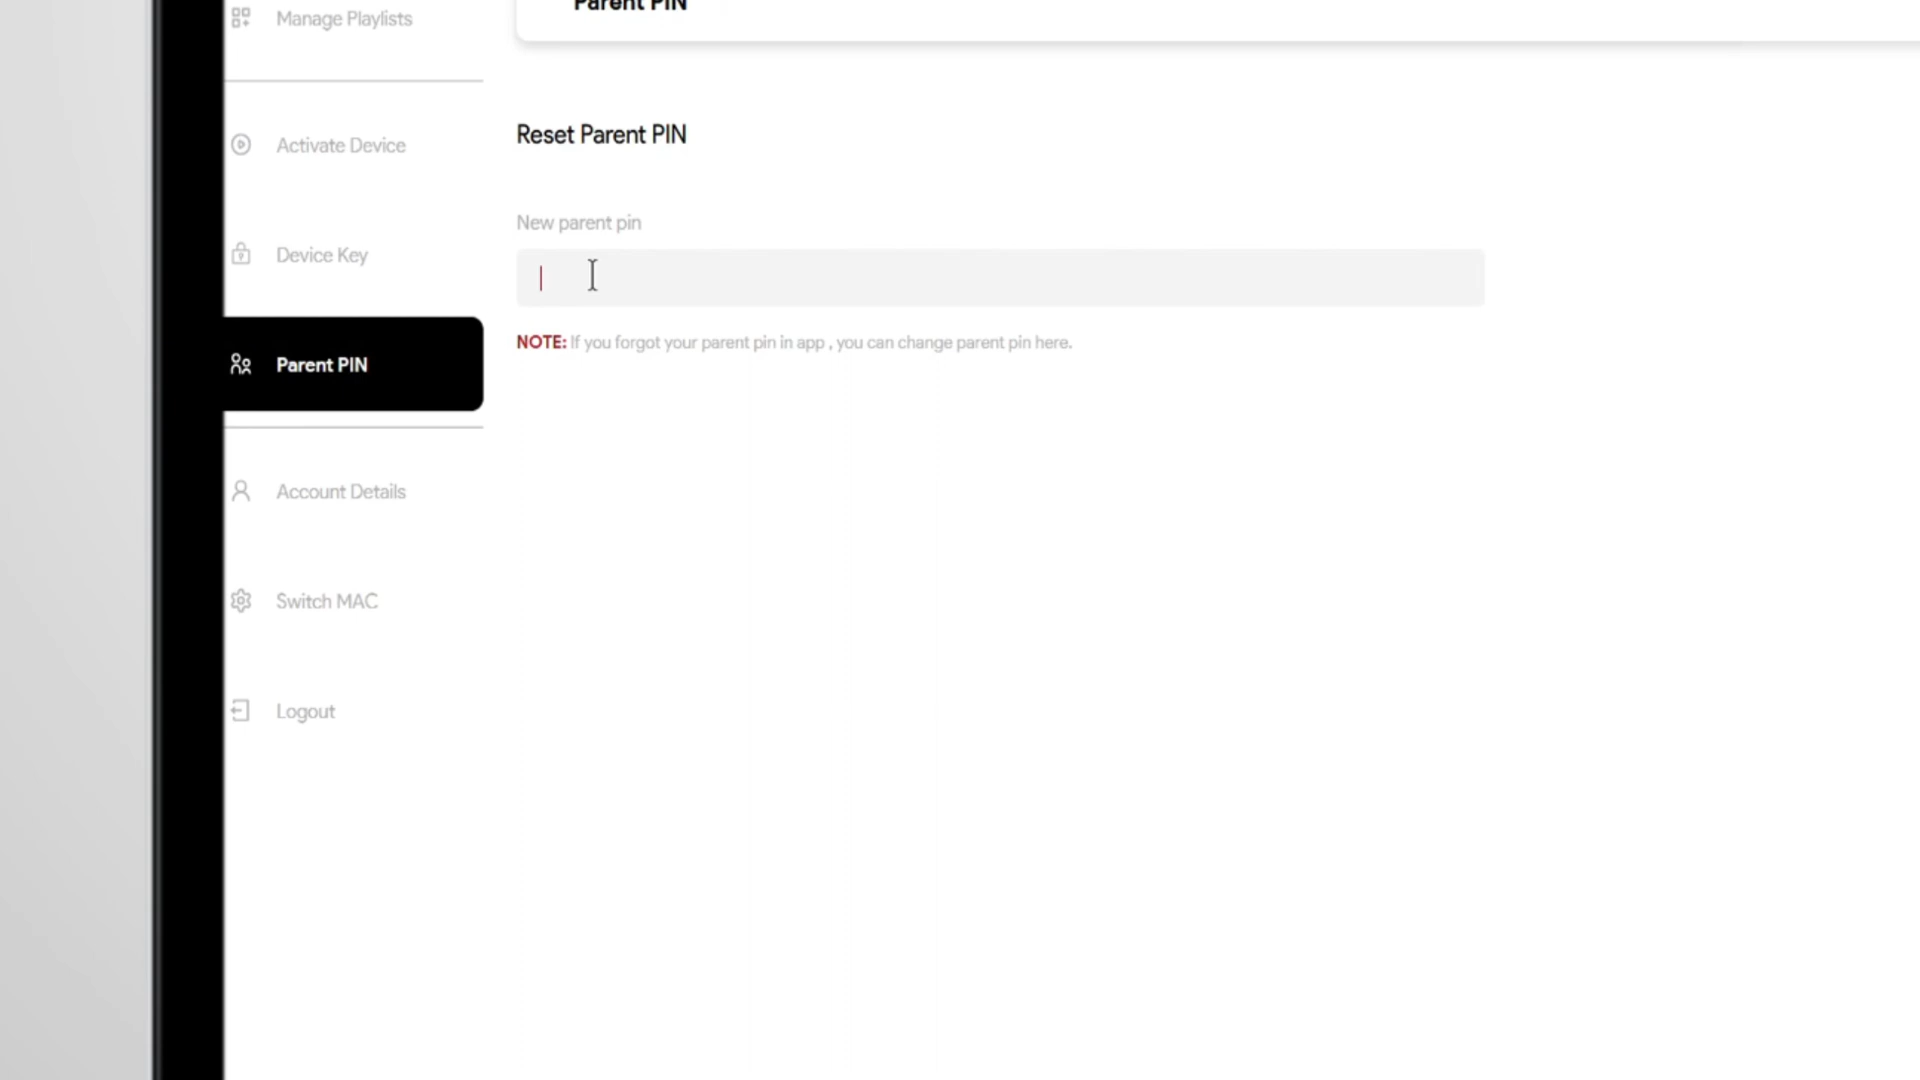 Manage Playlists
Parent PIN
Activate Device
Device Key
Parent PIN
Account Details
Switch MAC
Logout
Reset Parent PIN
New parent pin
NOTE: If you forgot your parent pin in app , you can change parent pin here.